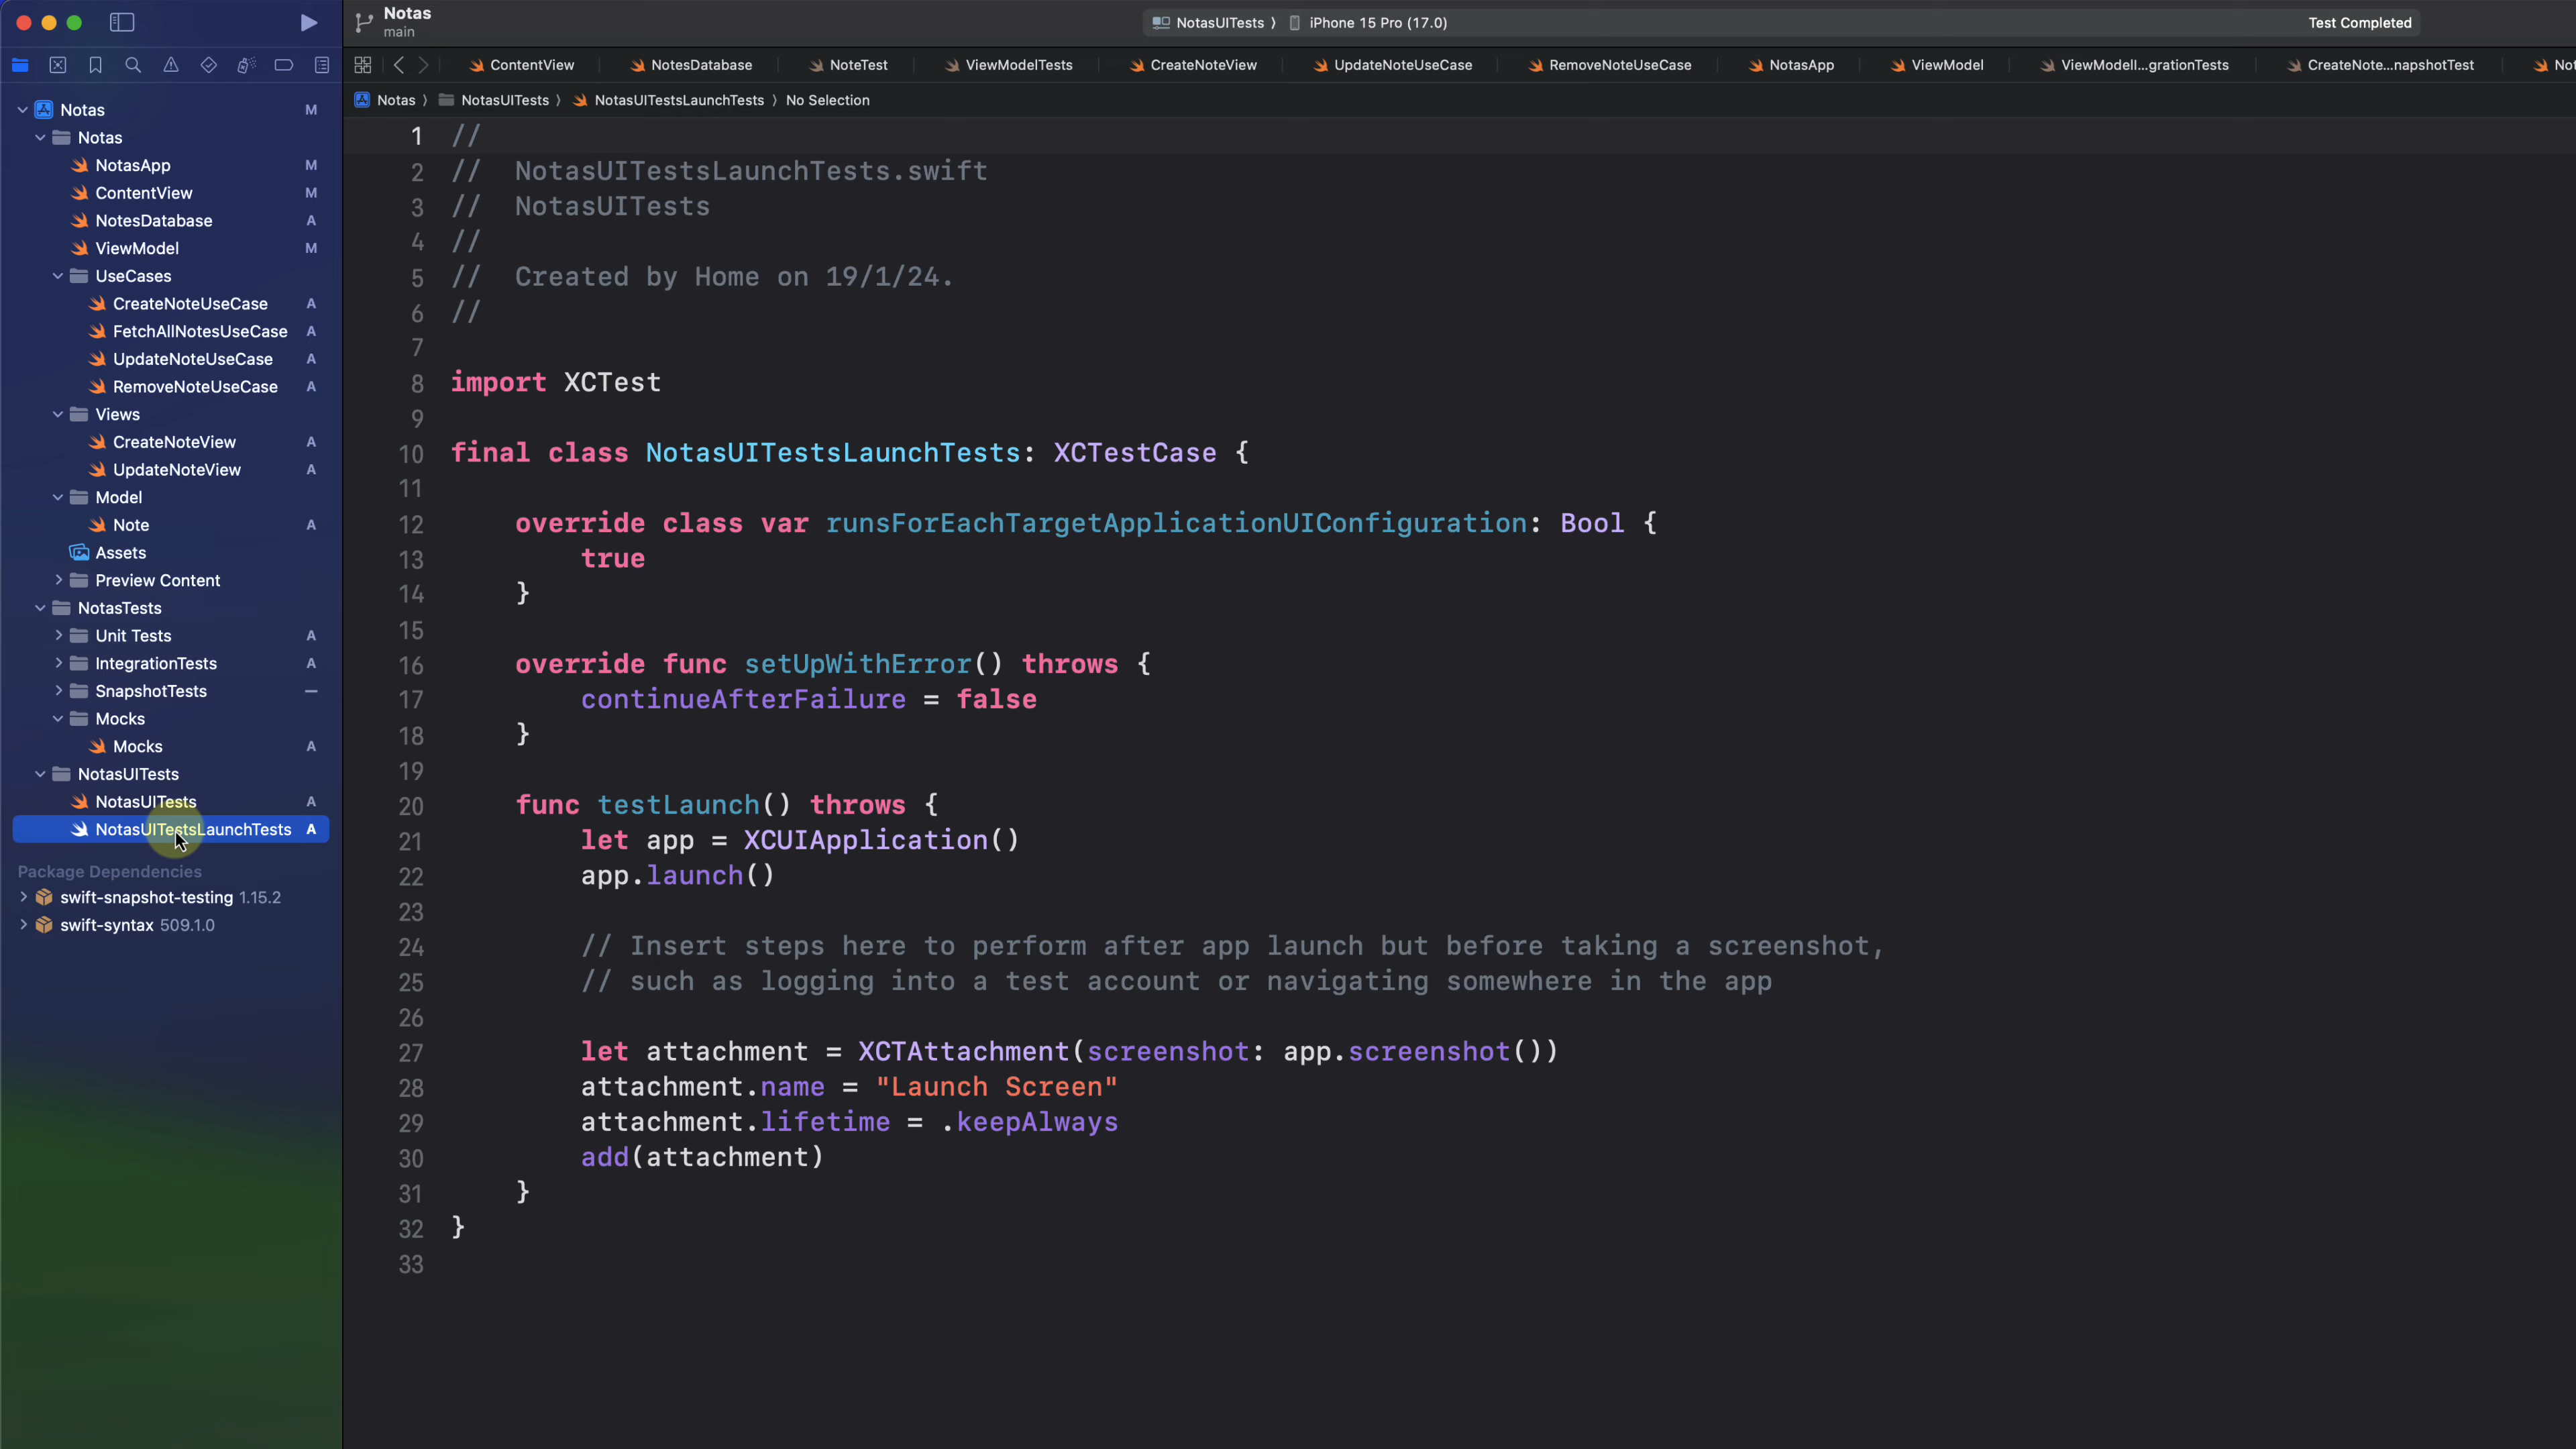 Notas
main
NotasUITests 〉 iPhone 15 Pro (17.0)
Test Completed
ContentView
NotesDatabase
NoteTest
ViewModelTests
CreateNoteView
UpdateNoteUseCase
RemoveNoteUseCase
NotasApp
ViewModel
ViewModelI...grationTests
CreateNote...napshotTest
Not
Notas 〉 NotasUITests 〉 NotasUITestsLaunchTests 〉 No Selection
Notas M
Notas
NotasApp M
ContentView M
NotesDatabase A
ViewModel M
UseCases
CreateNoteUseCase A
FetchAllNotesUseCase A
UpdateNoteUseCase A
RemoveNoteUseCase A
Views
CreateNoteView A
UpdateNoteView A
Model
Note A
Assets
Preview Content
NotasTests
Unit Tests A
IntegrationTests A
SnapshotTests
Mocks
Mocks A
NotasUITests
NotasUITests A
NotasUITestsLaunchTests A
Package Dependencies
swift-snapshot-testing 1.15.2
swift-syntax 509.1.0
1 //
2 //  NotasUITestsLaunchTests.swift
3 //  NotasUITests
4 //
5 //  Created by Home on 19/1/24.
6 //
7
8 import XCTest
9
10 final class NotasUITestsLaunchTests: XCTestCase {
11
12     override class var runsForEachTargetApplicationUIConfiguration: Bool {
13         true
14     }
15
16     override func setUpWithError() throws {
17         continueAfterFailure = false
18     }
19
20     func testLaunch() throws {
21         let app = XCUIApplication()
22         app.launch()
23
24         // Insert steps here to perform after app launch but before taking a screenshot,
25         // such as logging into a test account or navigating somewhere in the app
26
27         let attachment = XCTAttachment(screenshot: app.screenshot())
28         attachment.name = "Launch Screen"
29         attachment.lifetime = .keepAlways
30         add(attachment)
31     }
32 }
33